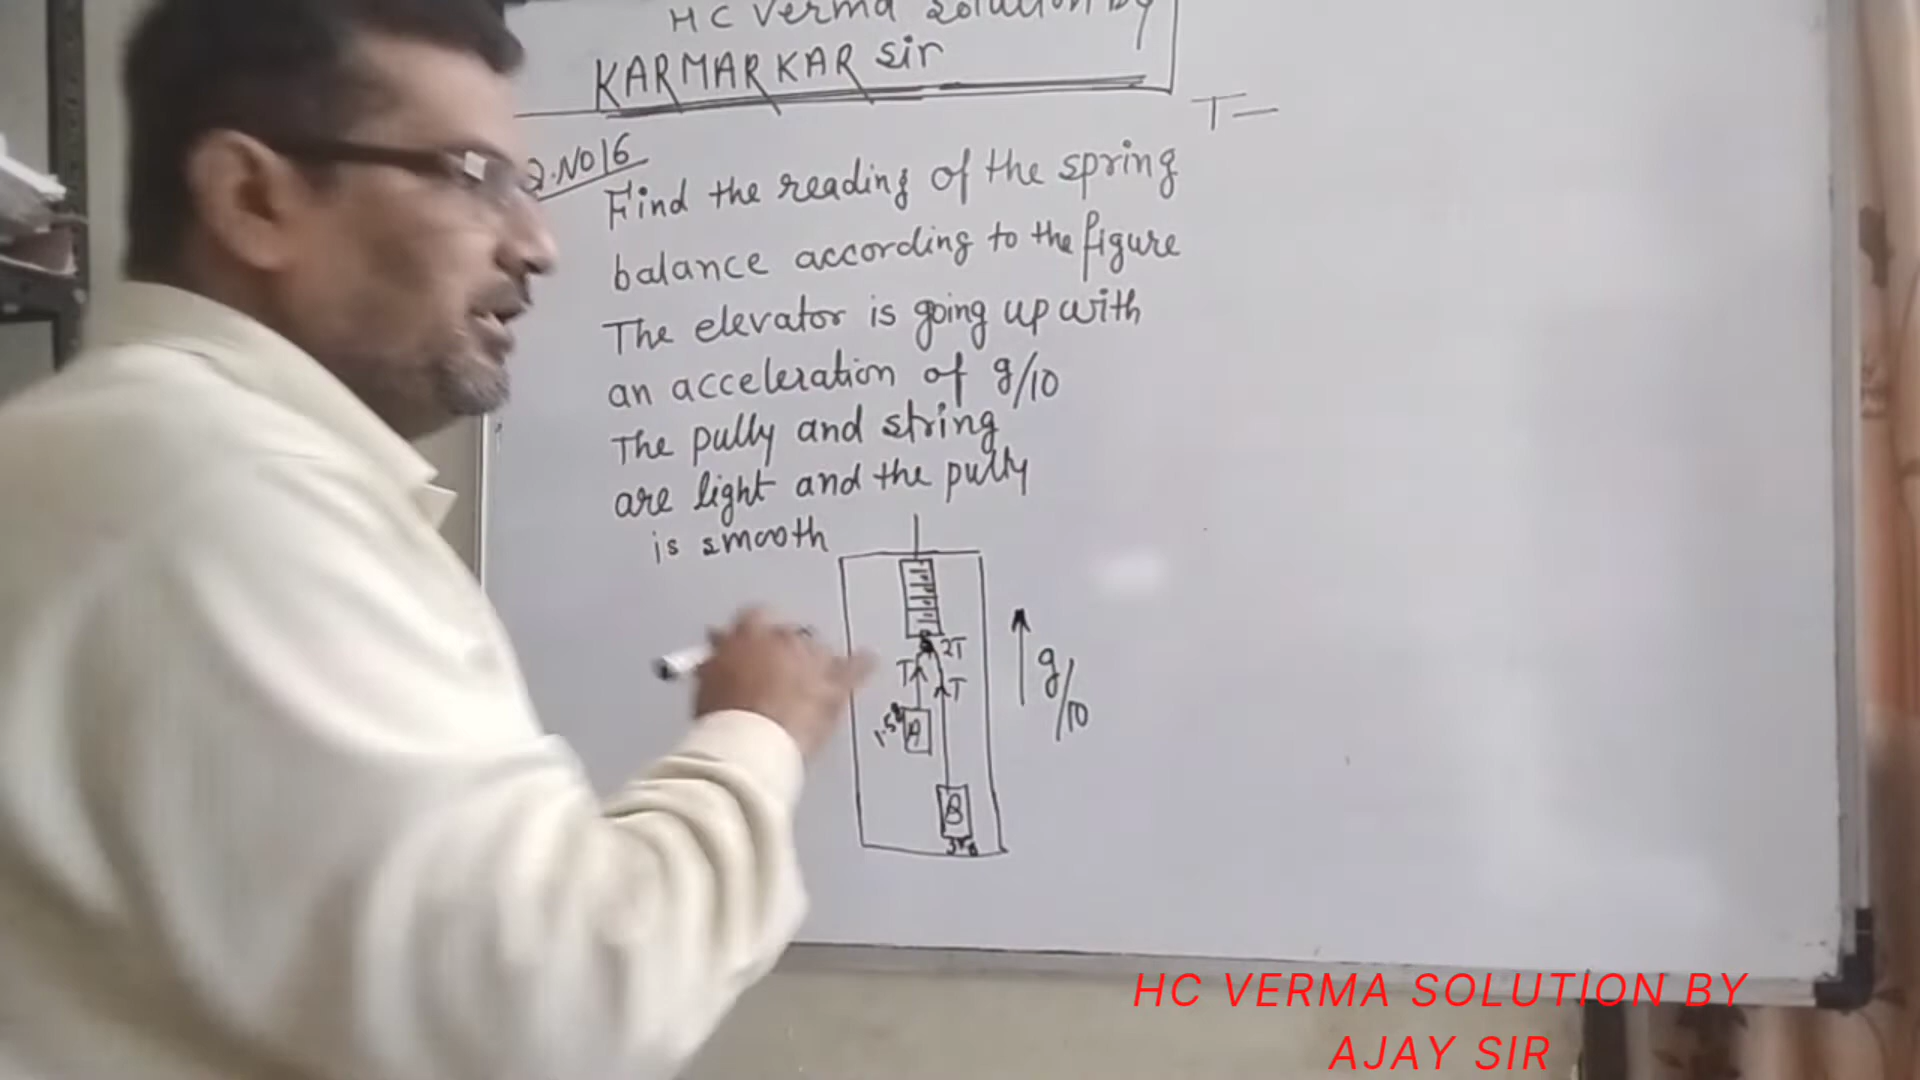 HC Verma Solution By
KARMARKAR sir
T=
Q.NO16
Find the reading of the spring
balance according to the figure
The elevator is going up with
an acceleration of g/10
The pully and string
are light and the pully
is smooth
2T
T
T
g/10
1.5
A
B
HC VERMA SOLUTION BY
AJAY SIR